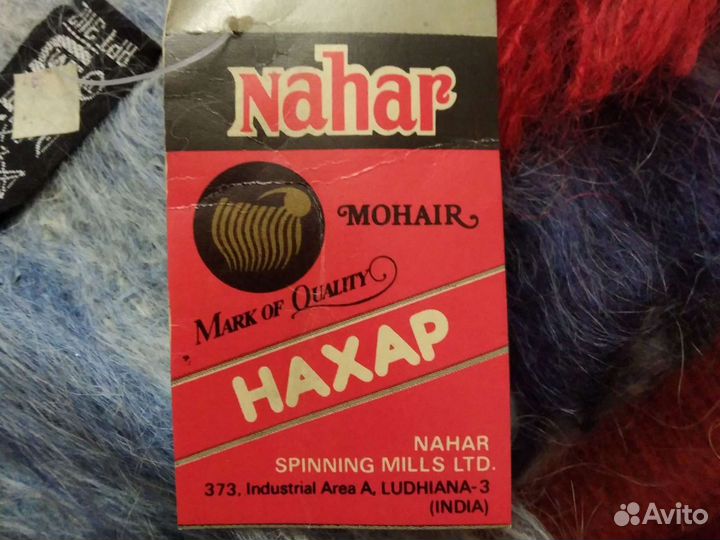 Nahar
MOHAIR
MARK OF QUALITY
НАХАР
NAHAR
SPINNING MILLS LTD.
373, Industrial Area A, LUDHIANA-3
(INDIA)
Avito